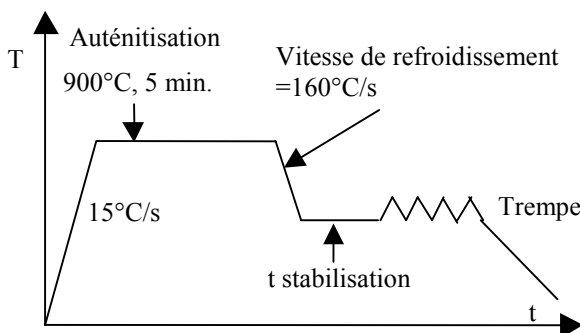 Auténitisation
900°C, 5 min.
Vitesse de refroidissement
=160°C/s
T
15°C/s
Trempe
t stabilisation
t